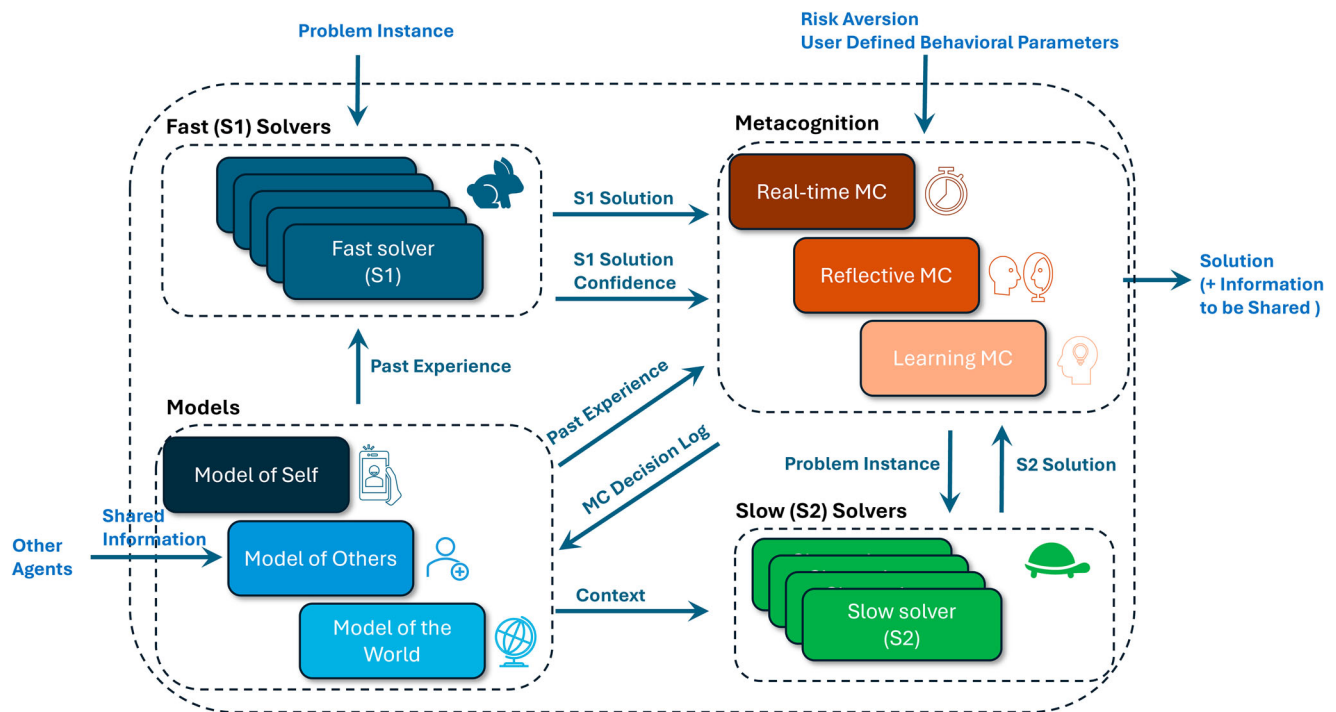 Problem Instance
Risk Aversion
User Defined Behavioral Parameters
Fast (S1) Solvers
Metacognition
Fast solver
(S1)
S1 Solution
S1 Solution
Confidence
Real-time MC
Reflective MC
Learning MC
Solution
(+ Information
to be Shared )
Past Experience
Models
Past Experience
MC Decision Log
Problem Instance
S2 Solution
Model of Self
Shared
Information
Other
Agents
Model of Others
Model of the
World
Context
Slow (S2) Solvers
Slow solver
(S2)